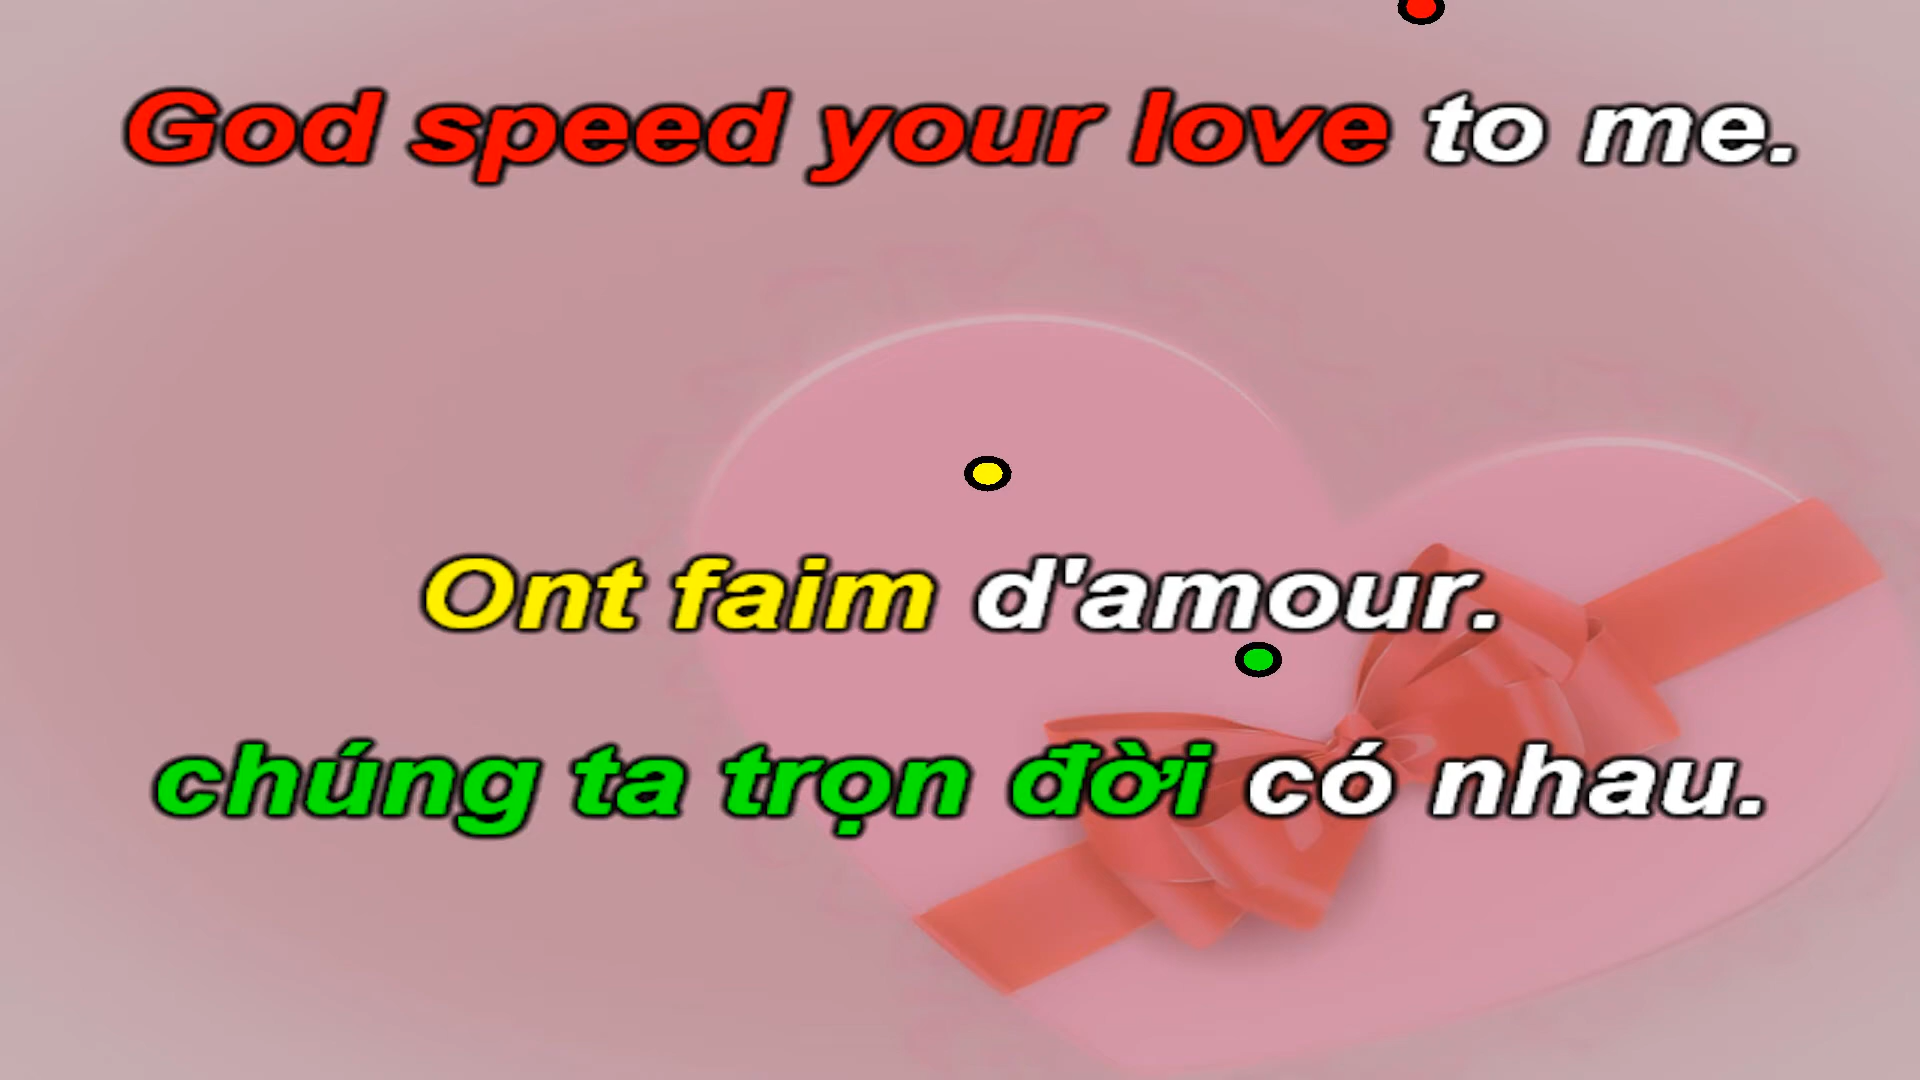 God speed your love to me.
Ont faim d'amour.
chúng ta trọn đời có nhau.